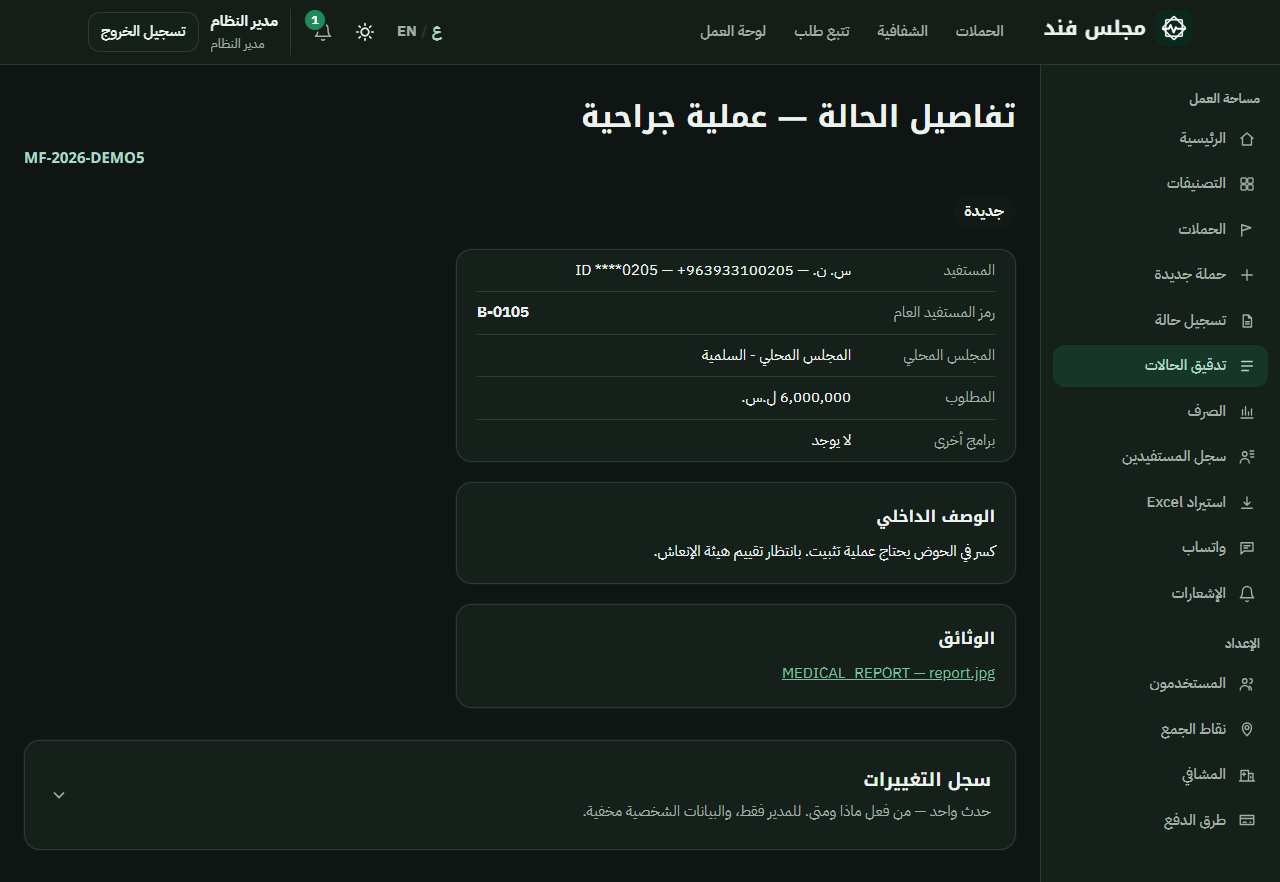 مجلس فند
الحملات
الشفافية
تتبع طلب
لوحة العمل
ع / EN
1
مدير النظام
مدير النظام
تسجيل الخروج
مساحة العمل
الرئيسية
التصنيفات
الحملات
حملة جديدة
تسجيل حالة
تدقيق الحالات
الصرف
سجل المستفيدين
استيراد Excel
واتساب
الإشعارات
الإعداد
المستخدمون
نقاط الجمع
المشافي
طرق الدفع
تفاصيل الحالة — عملية جراحية
MF-2026-DEMO5
جديدة
المستفيد س. ن. — +963933100205 — ID ****0205
رمز المستفيد العام B-0105
المجلس المحلي المجلس المحلي - السلمية
المطلوب 6,000,000 ل.س.
برامج أخرى لا يوجد
الوصف الداخلي
كسر في الحوض يحتاج عملية تثبيت. بانتظار تقييم هيئة الإنعاش.
الوثائق
MEDICAL_REPORT — report.jpg
سجل التغييرات
حدث واحد — من فعل ماذا ومتى. للمدير فقط، والبيانات الشخصية مخفية.